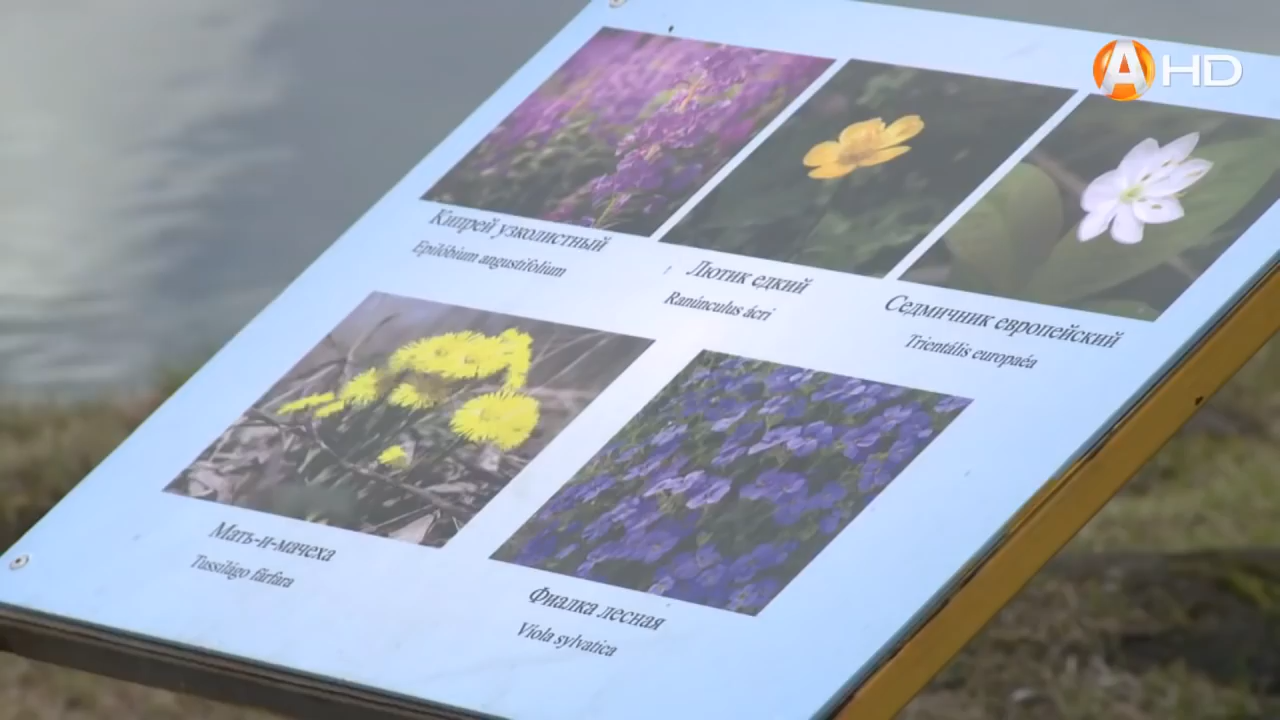 A HD
Кипрей узколистный
Epilóbium angustifolium
Лютик едкий
Ranúnculus ácri
Седмичник европейский
Trientális europaéa
Мать-и-мачеха
Tussilágo fárfara
Фиалка лесная
Víola sylvatica